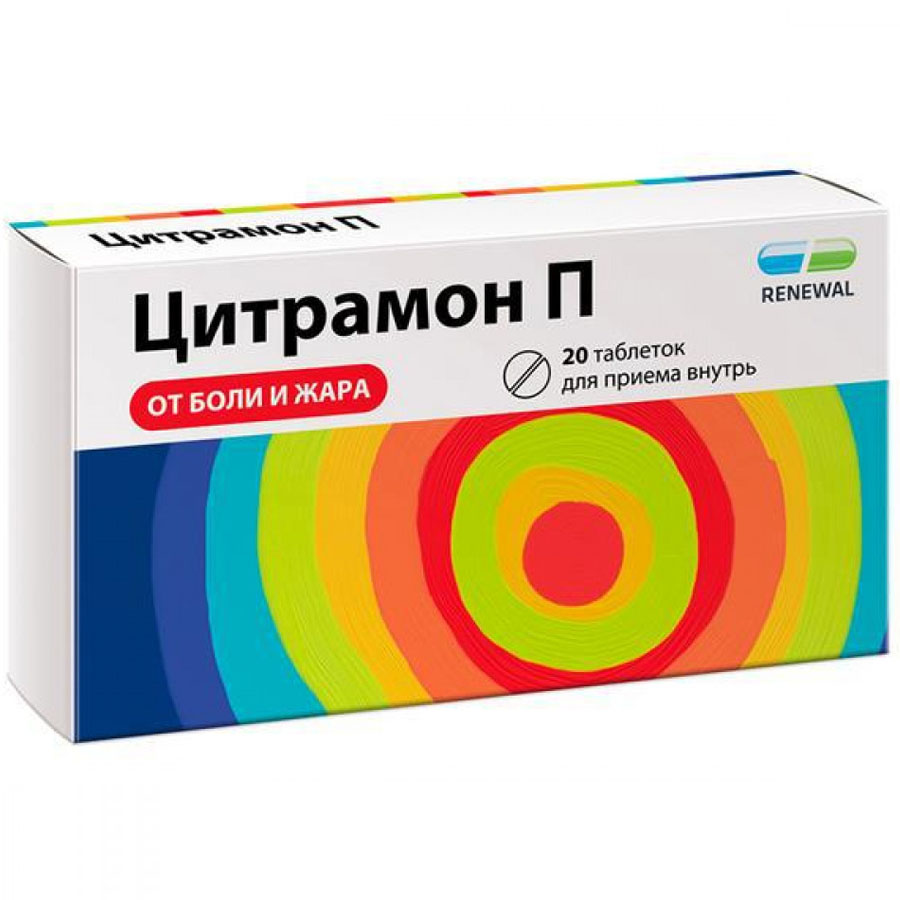 Цитрамон П
Цитрамон П
ОТ БОЛИ И ЖАРА
20 таблеток
для приема внутрь
RENEWAL